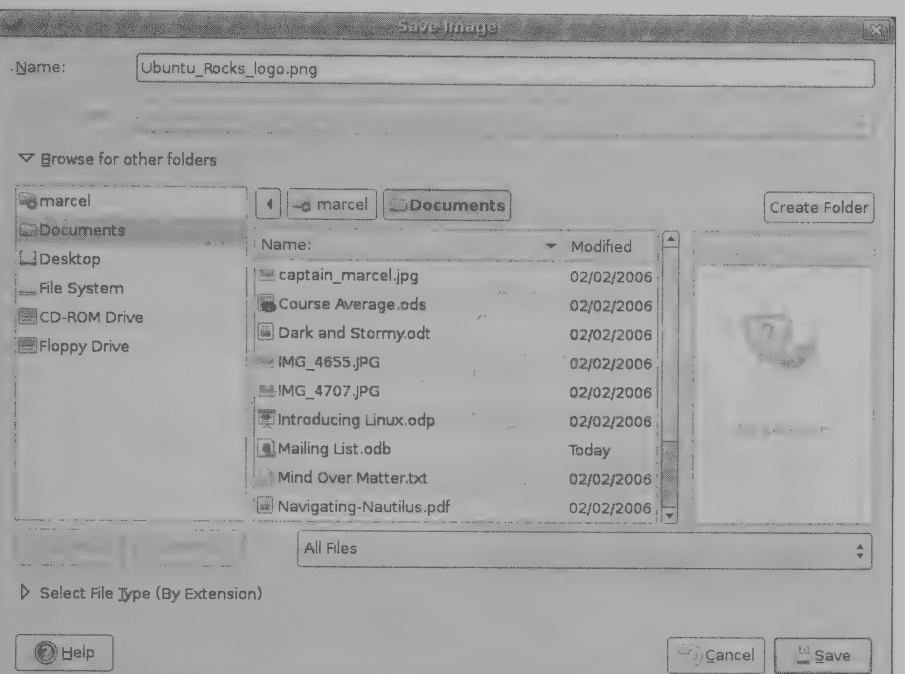 Save Image
Name: Ubuntu_Rocks_logo.png
Browse for other folders
marcel
Documents
Desktop
File System
CD-ROM Drive
Floppy Drive
marcel Documents Create Folder
Name: Modified
captain_marcel.jpg 02/02/2006
Course Average.ods 02/02/2006
Dark and Stormy.odt 02/02/2006
IMG_4655.JPG 02/02/2006
IMG_4707.JPG 02/02/2006
Introducing Linux.odp 02/02/2006
Mailing List.odb Today
Mind Over Matter.txt 02/02/2006
Navigating-Nautilus.pdf 02/02/2006
All Files
Select File Type (By Extension)
Help Cancel Save